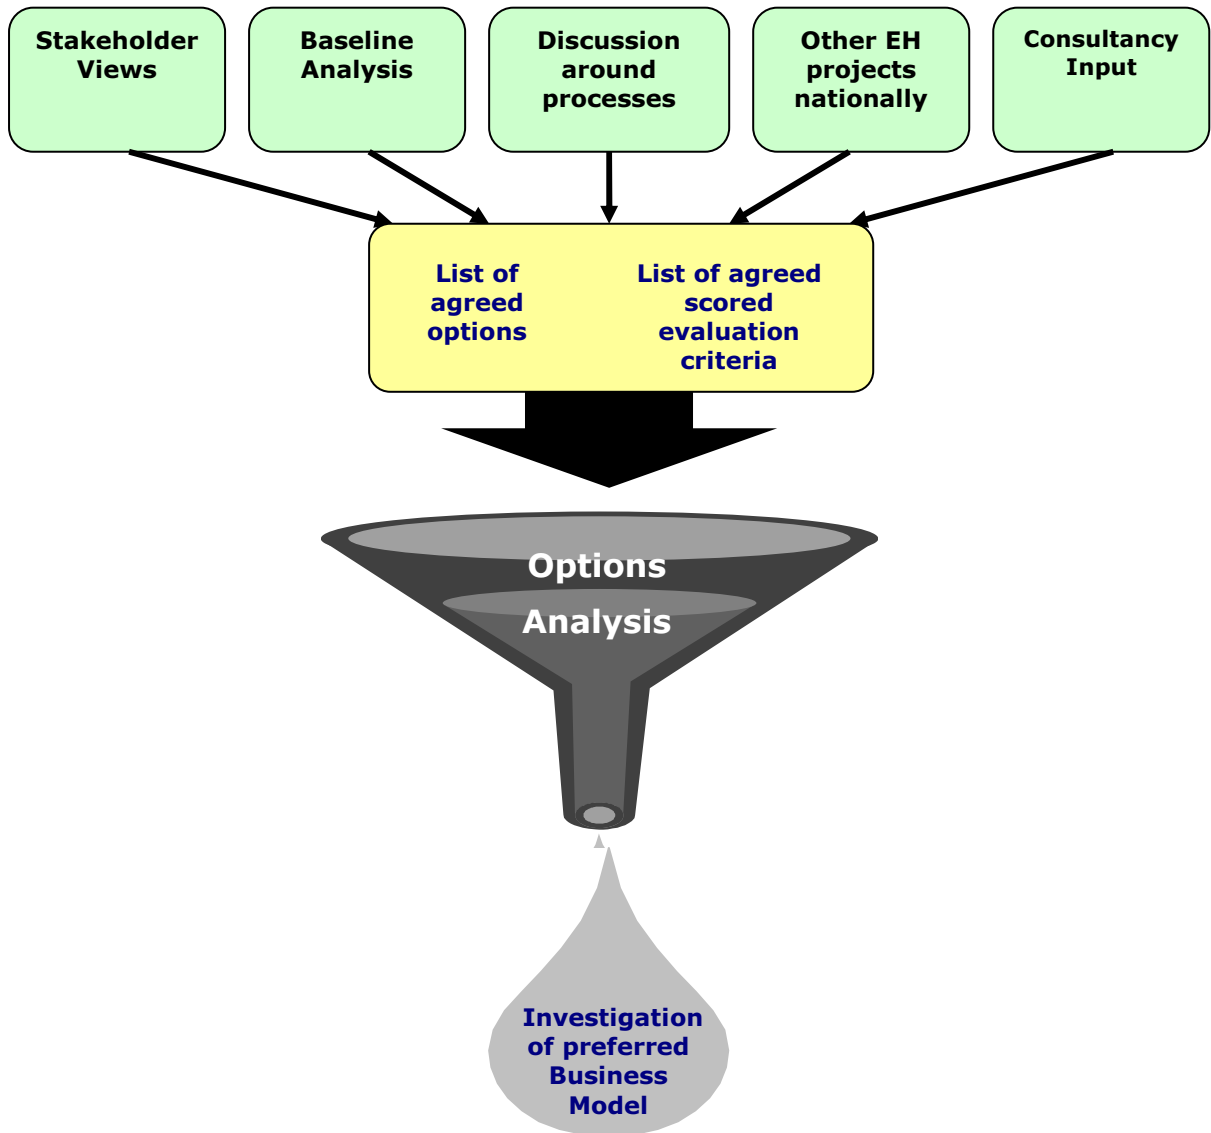 Stakeholder
Views
Baseline
Analysis
Discussion
around
processes
Other EH
projects
nationally
Consultancy
Input
List of
agreed
options
List of agreed
scored
evaluation
criteria
Options
Analysis
Investigation
of preferred
Business
Model